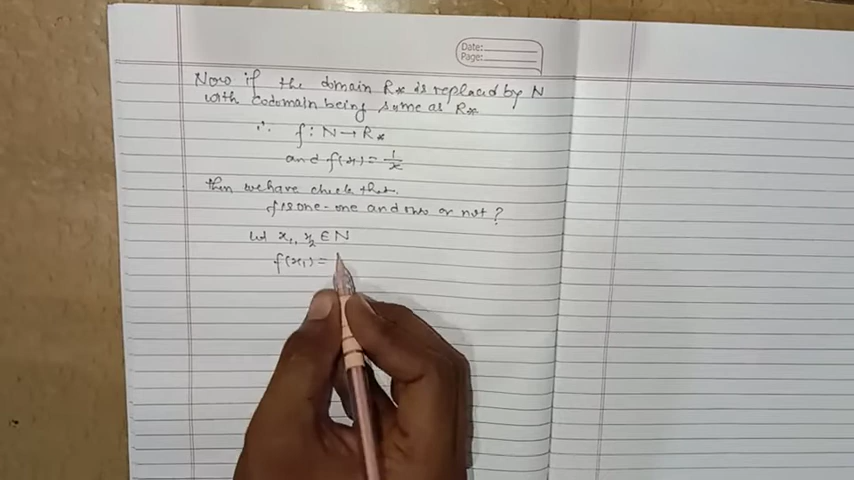 Date:
Page:
Now if the domain R* is replaced by N
with codomain being same as R*
∴ f : N → R*
and f(x) = 1/x
then we have check that
f is one-one and onto or not ?
let x₁, x₂ ∈ N
f(x₁) =